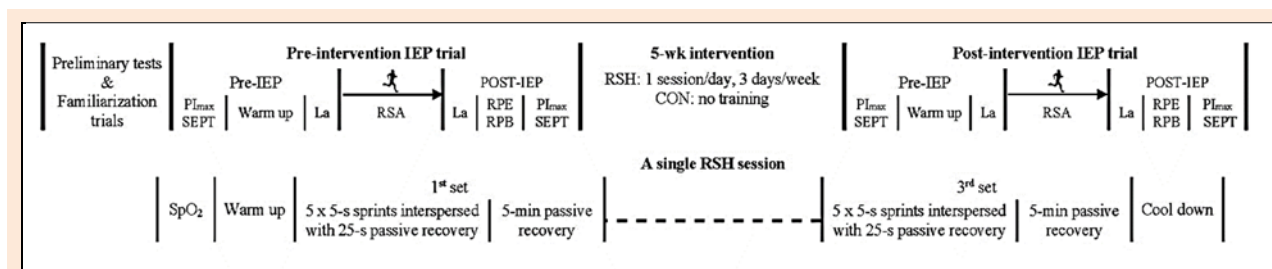 Preliminary tests
&
Familiarization
trials
Pre-intervention IEP trial
Pre-IEP
PImax
SEPT
Warm up
La
RSA
La
POST-IEP
RPE
RPB
PImax
SEPT
5-wk intervention
RSH: 1 session/day, 3 days/week
CON: no training
Post-intervention IEP trial
Pre-IEP
PImax
SEPT
Warm up
La
RSA
La
POST-IEP
RPE
RPB
PImax
SEPT
A single RSH session
SpO₂
Warm up
1st set
5 x 5-s sprints interspersed
with 25-s passive recovery
5-min passive
recovery
3rd set
5 x 5-s sprints interspersed
with 25-s passive recovery
5-min passive
recovery
Cool down